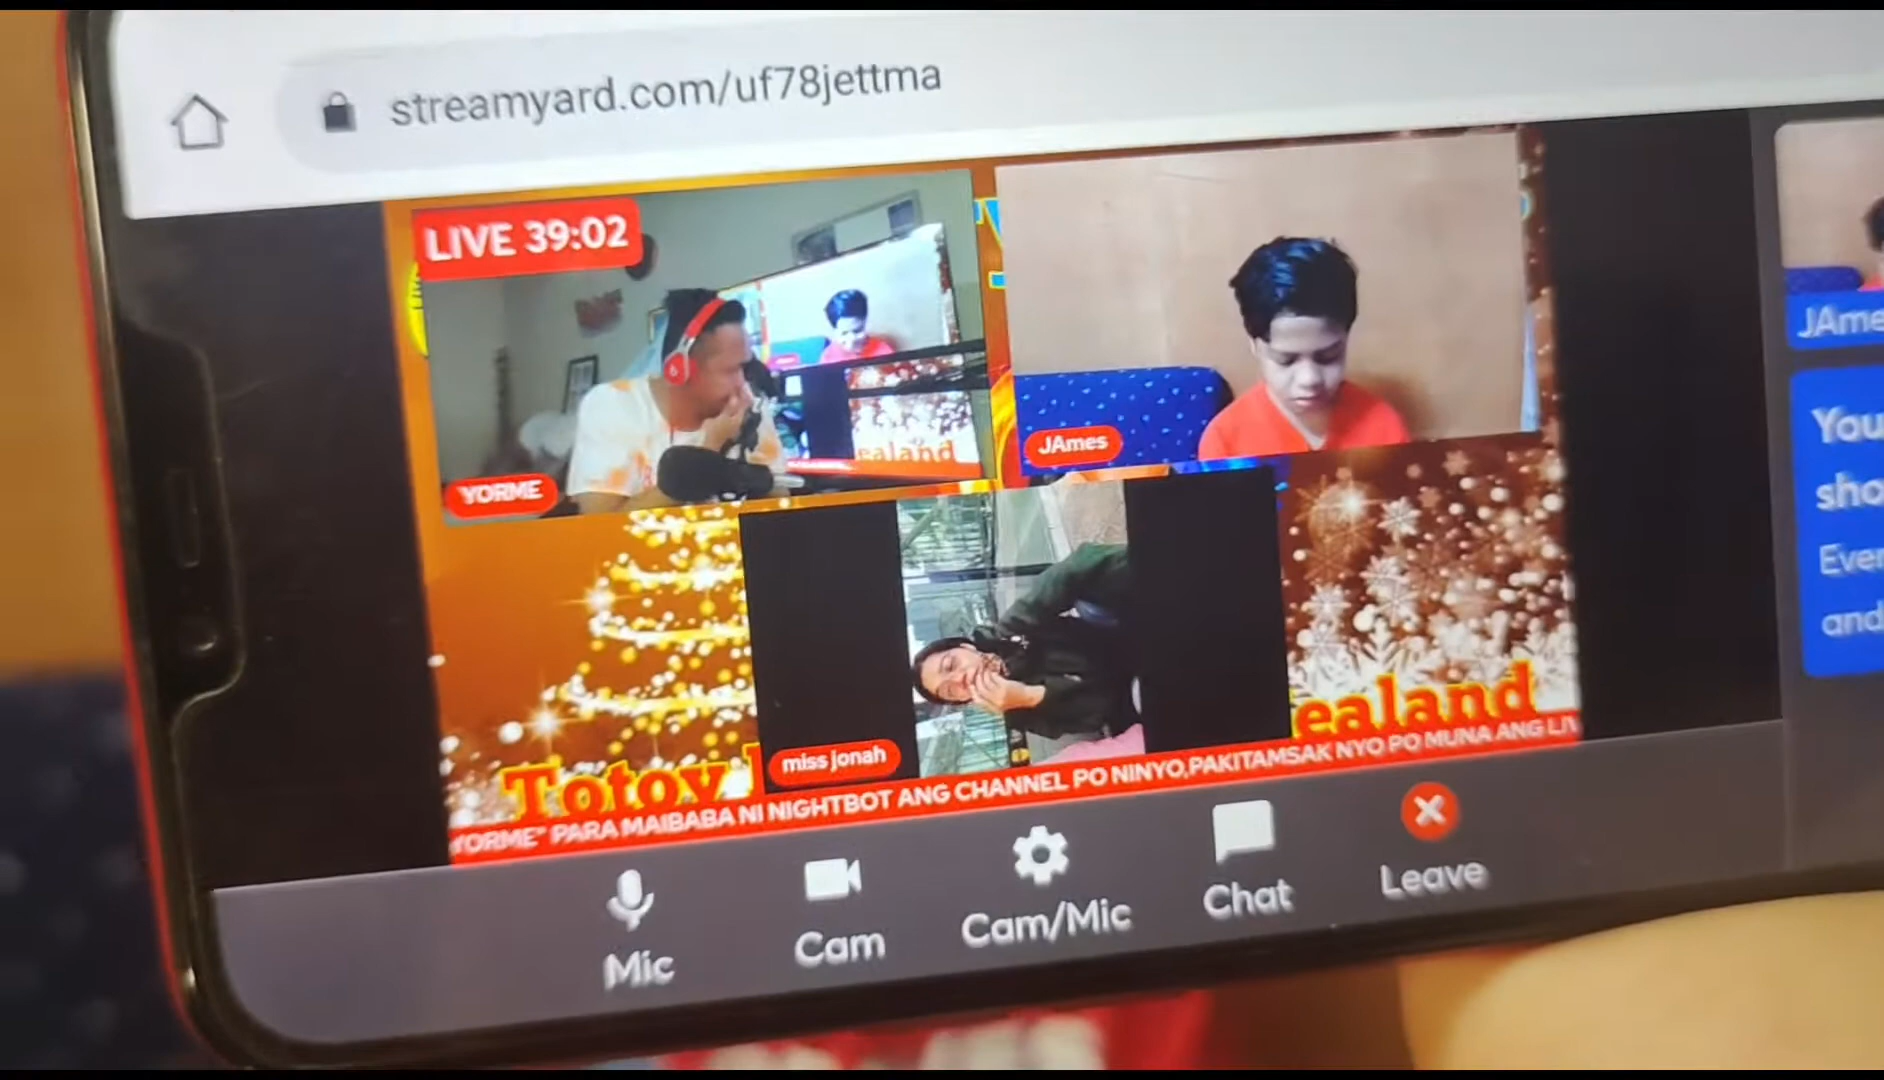 streamyard.com/uf78jettma
LIVE 39:02
YORME
JAmes
ealand
JAme
You
sho
Ever
and
Totoy
miss jonah
ealand
YORME" PARA MAIBABA NI NIGHTBOT ANG CHANNEL PO NINYO,PAKITAMSAK NYO PO MUNA ANG LIV
Mic
Cam
Cam/Mic
Chat
Leave